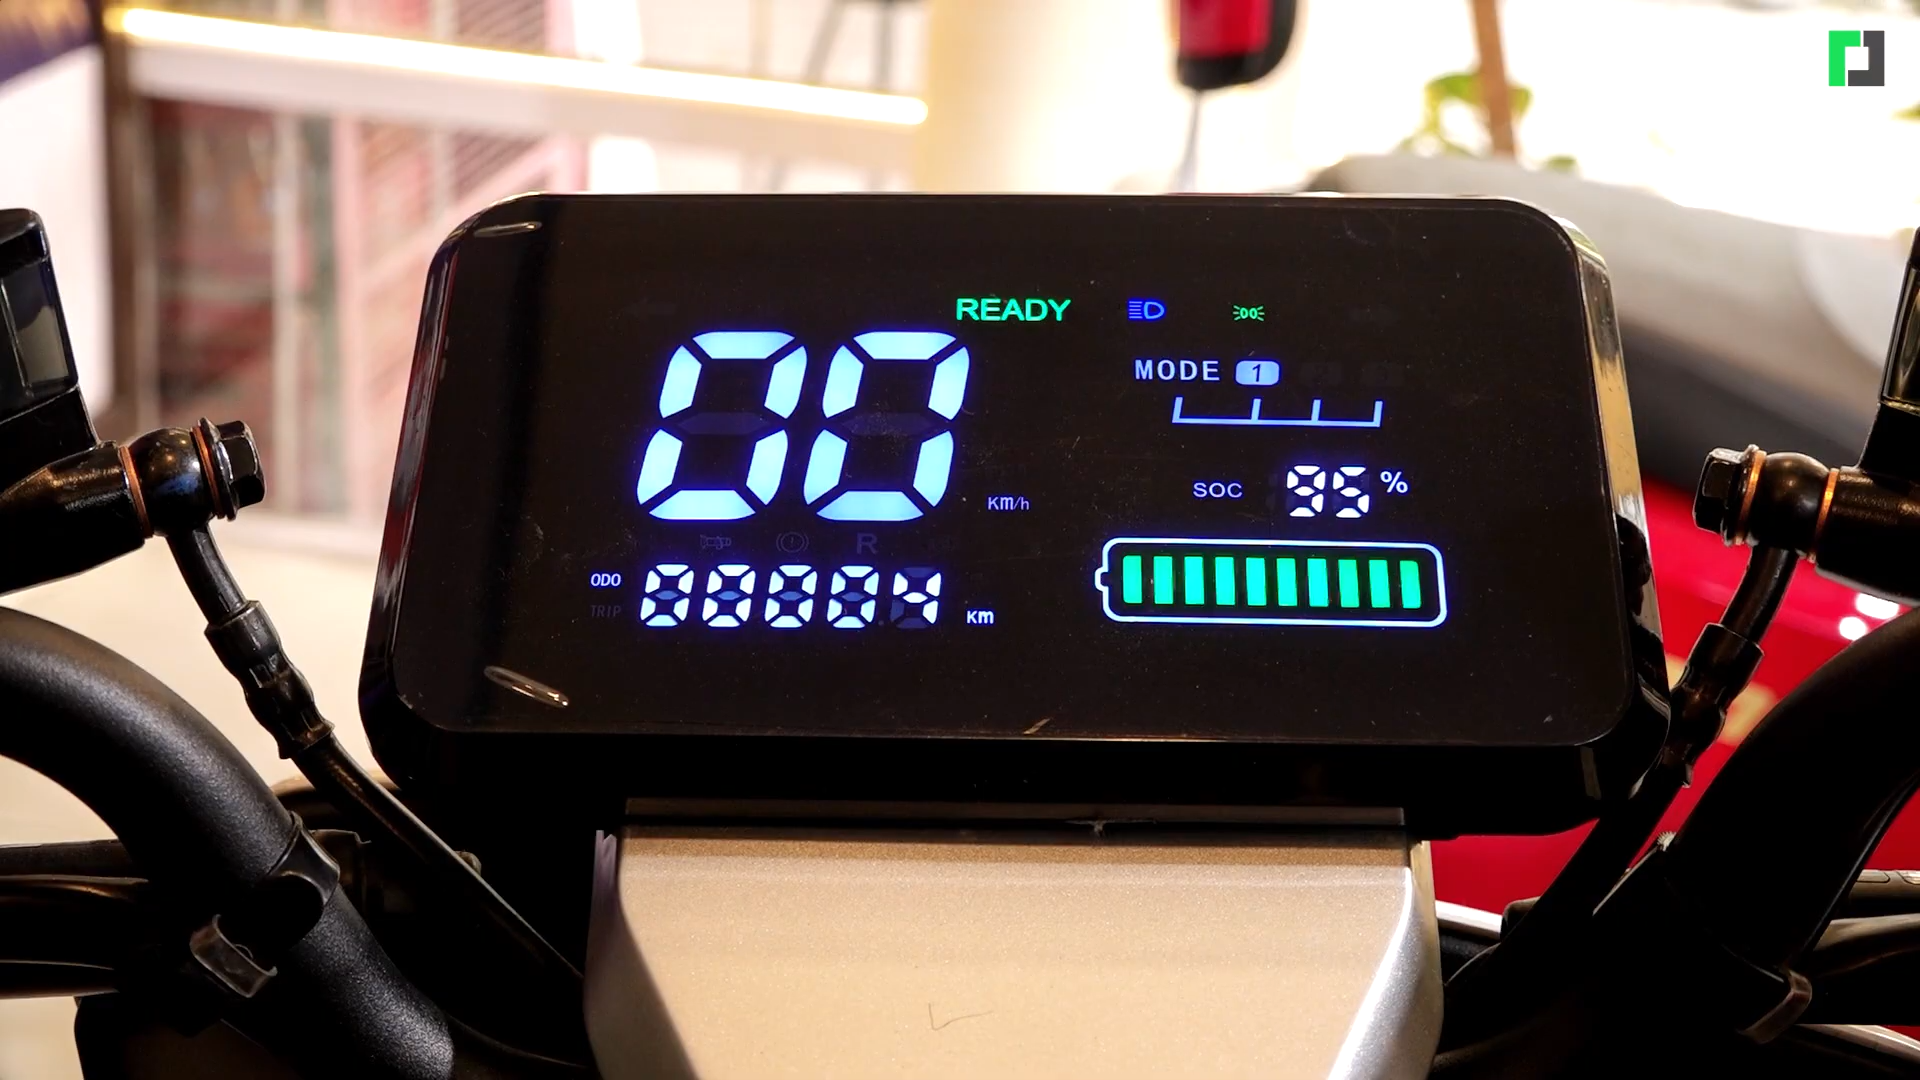 READY
00 Km/h
MODE 1
SOC 95 %
R
ODO 00004 Km
TRIP